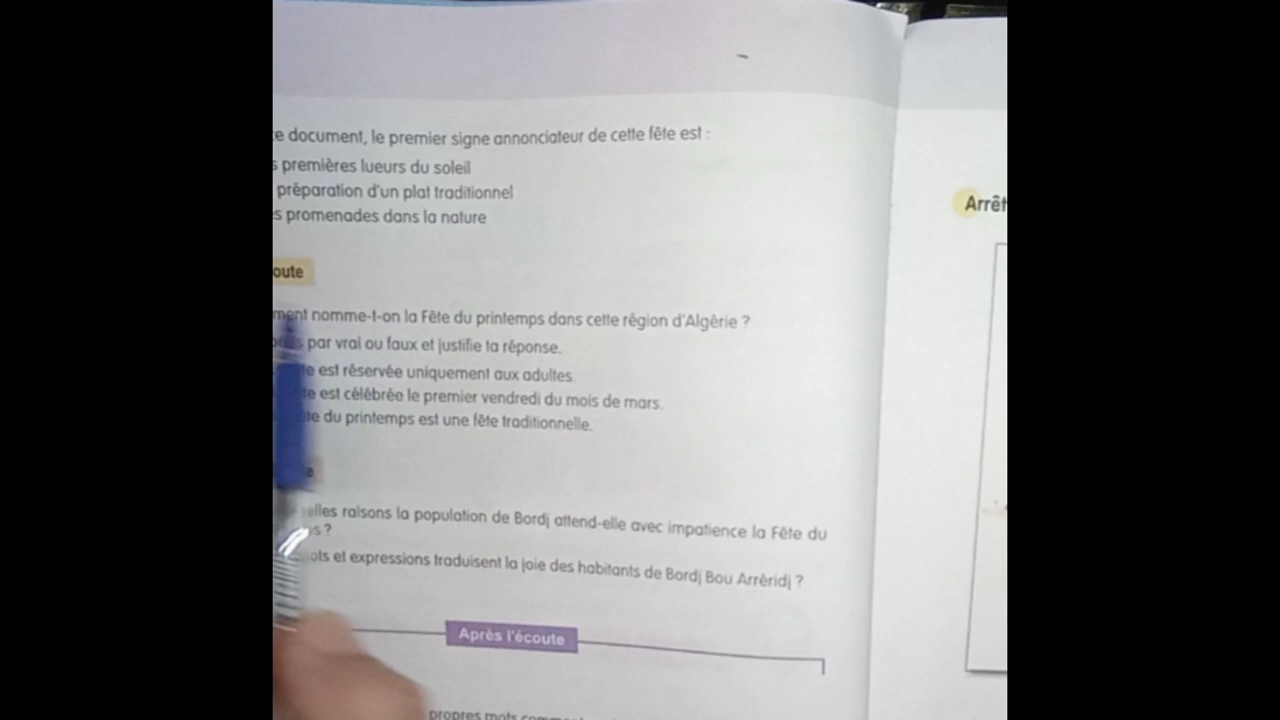 document, le premier signe annonciateur de cette fête est :
premières lueurs du soleil
préparation d'un plat traditionnel
promenades dans la nature
Arrêt
oute
nomme-t-on la Fête du printemps dans cette région d'Algérie ?
par vrai ou faux et justifie ta réponse.
est réservée uniquement aux adultes.
est célébrée le premier vendredi du mois de mars.
du printemps est une fête traditionnelle.
elles raisons la population de Bordj attend-elle avec impatience la Fête du
s ?
ots et expressions traduisent la joie des habitants de Bordj Bou Arréridj ?
Après l'écoute
propres mots